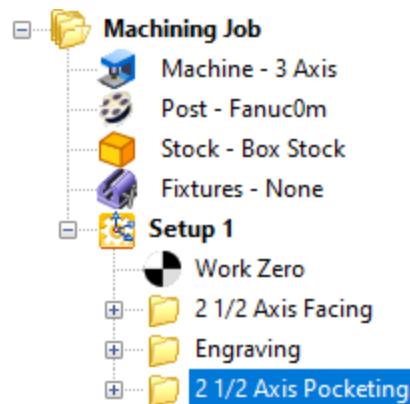 Machining Job
Machine - 3 Axis
Post - Fanuc0m
Stock - Box Stock
Fixtures - None
Setup 1
Work Zero
2 1/2 Axis Facing
Engraving
2 1/2 Axis Pocketing